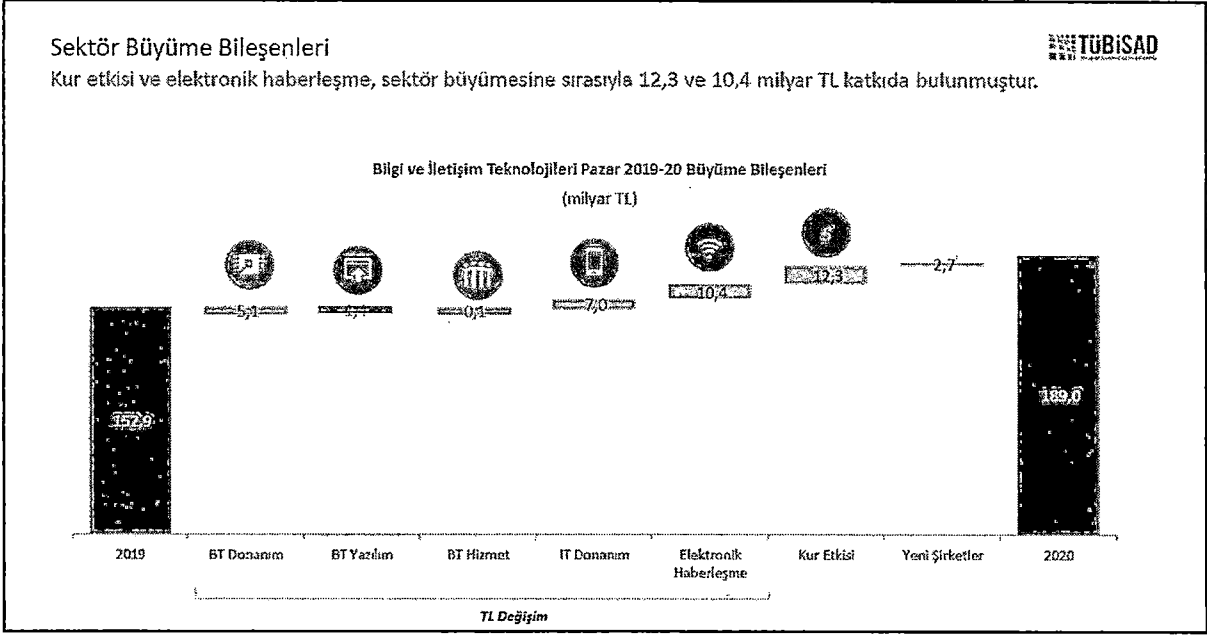 Sektör Büyüme Bileşenleri
TÜBİSAD
Kur etkisi ve elektronik haberleşme, sektör büyümesine sırasıyla 12,3 ve 10,4 milyar TL katkıda bulunmuştur.
Bilgi ve İletişim Teknolojileri Pazar 2019-20 Büyüme Bileşenleri
(milyar TL)
152,9
5,1
0,1
7,0
10,4
12,3
2,7
189,0
2019
BT Donanım
BT Yazılım
BT Hizmet
İT Donanım
Elektronik
Haberleşme
Kur Etkisi
Yeni Şirketler
2020
TL Değişim